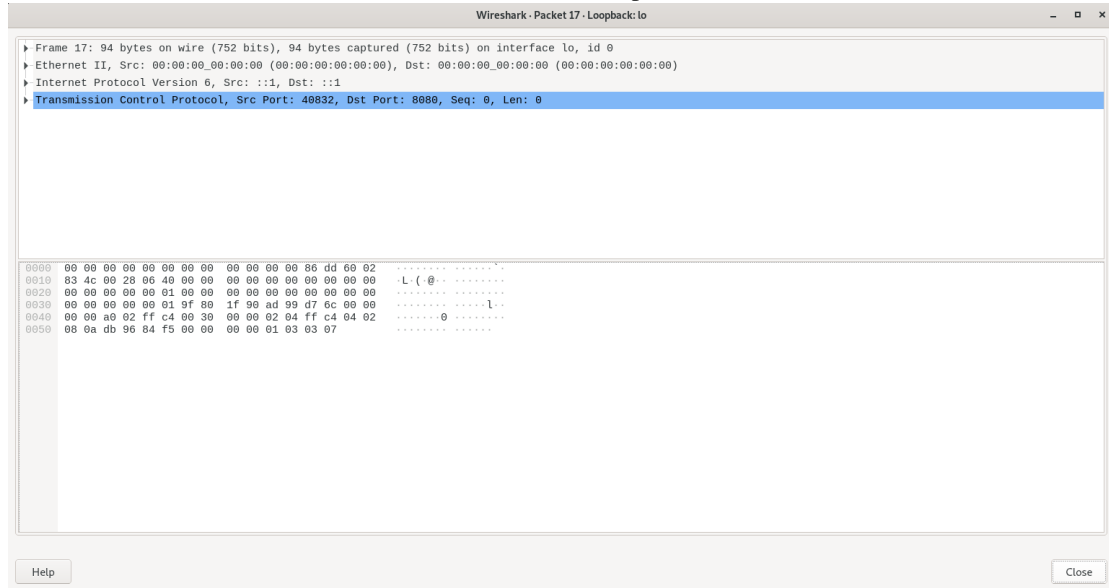 Wireshark · Packet 17 · Loopback: lo
Frame 17: 94 bytes on wire (752 bits), 94 bytes captured (752 bits) on interface lo, id 0
Ethernet II, Src: 00:00:00_00:00:00 (00:00:00:00:00:00), Dst: 00:00:00_00:00:00 (00:00:00:00:00:00)
Internet Protocol Version 6, Src: ::1, Dst: ::1
Transmission Control Protocol, Src Port: 40832, Dst Port: 8080, Seq: 0, Len: 0
0000 00 00 00 00 00 00 00 00 00 00 00 00 86 dd 60 02 ········ ······`·
0010 83 4c 00 28 06 40 00 00 00 00 00 00 00 00 00 00 ·L·(·@·· ········
0020 00 00 00 00 00 01 00 00 00 00 00 00 00 00 00 00 ········ ········
0030 00 00 00 00 00 01 9f 80 1f 90 ad 99 d6 6c 00 00 ········ ·····l··
0040 00 00 a0 02 ff c4 00 30 00 00 02 04 ff c4 04 02 ·······0 ········
0050 08 0a db 96 84 f5 00 00 00 00 01 03 03 07 ········ ······
Help
Close